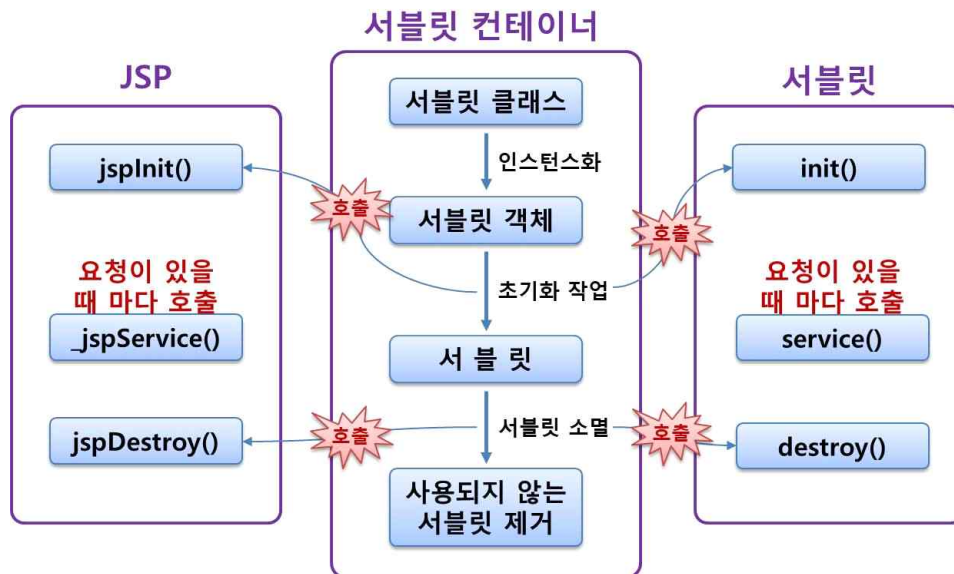 서블릿 컨테이너
JSP
서블릿
서블릿 클래스
인스턴스화
jspInit()
init()
호출
서블릿 객체
호출
초기화 작업
요청이 있을
때 마다 호출
_jspService()
서 블 릿
요청이 있을
때 마다 호출
service()
jspDestroy()
호출
서블릿 소멸
호출
destroy()
사용되지 않는
서블릿 제거